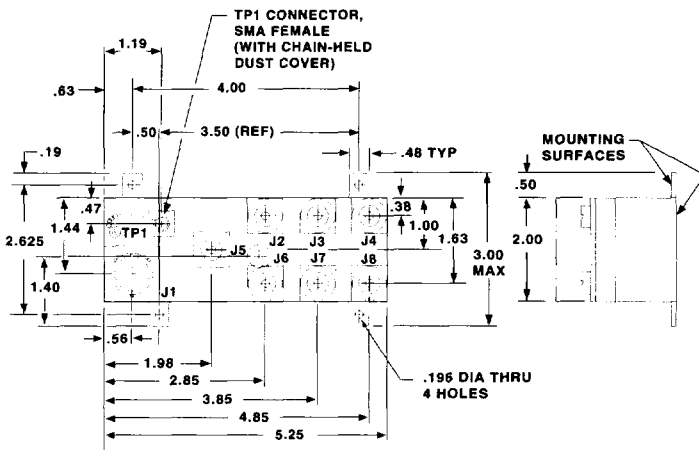 TP1 CONNECTOR,
SMA FEMALE
(WITH CHAIN-HELD
DUST COVER)
1.19
.63
4.00
.50
3.50 (REF)
.19
.48 TYP
MOUNTING
SURFACES
.50
.47
1.44
TP1
J2
J3
J4
.38
1.00
1.63
2.00
2.625
J5
J6
J7
J8
3.00
MAX
1.40
J1
.56
1.98
2.85
3.85
4.85
5.25
.196 DIA THRU
4 HOLES